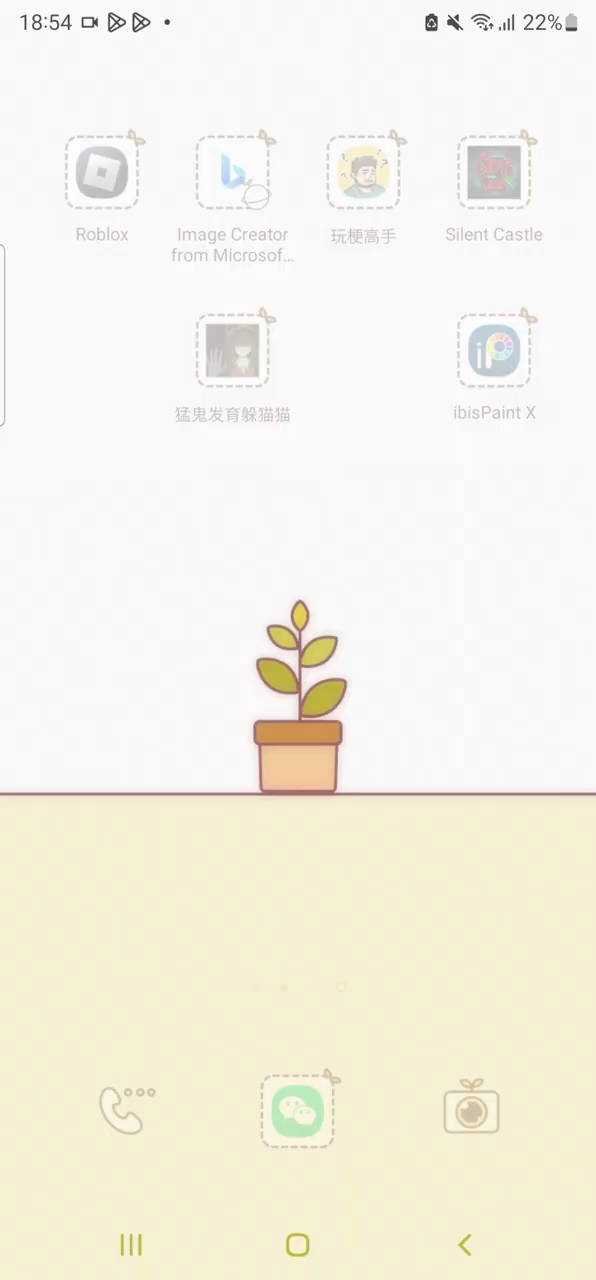 18:54
22%
Roblox
Image Creator
from Microsof...
玩梗高手
Silent Castle
猛鬼发育躲猫猫
ibisPaint X